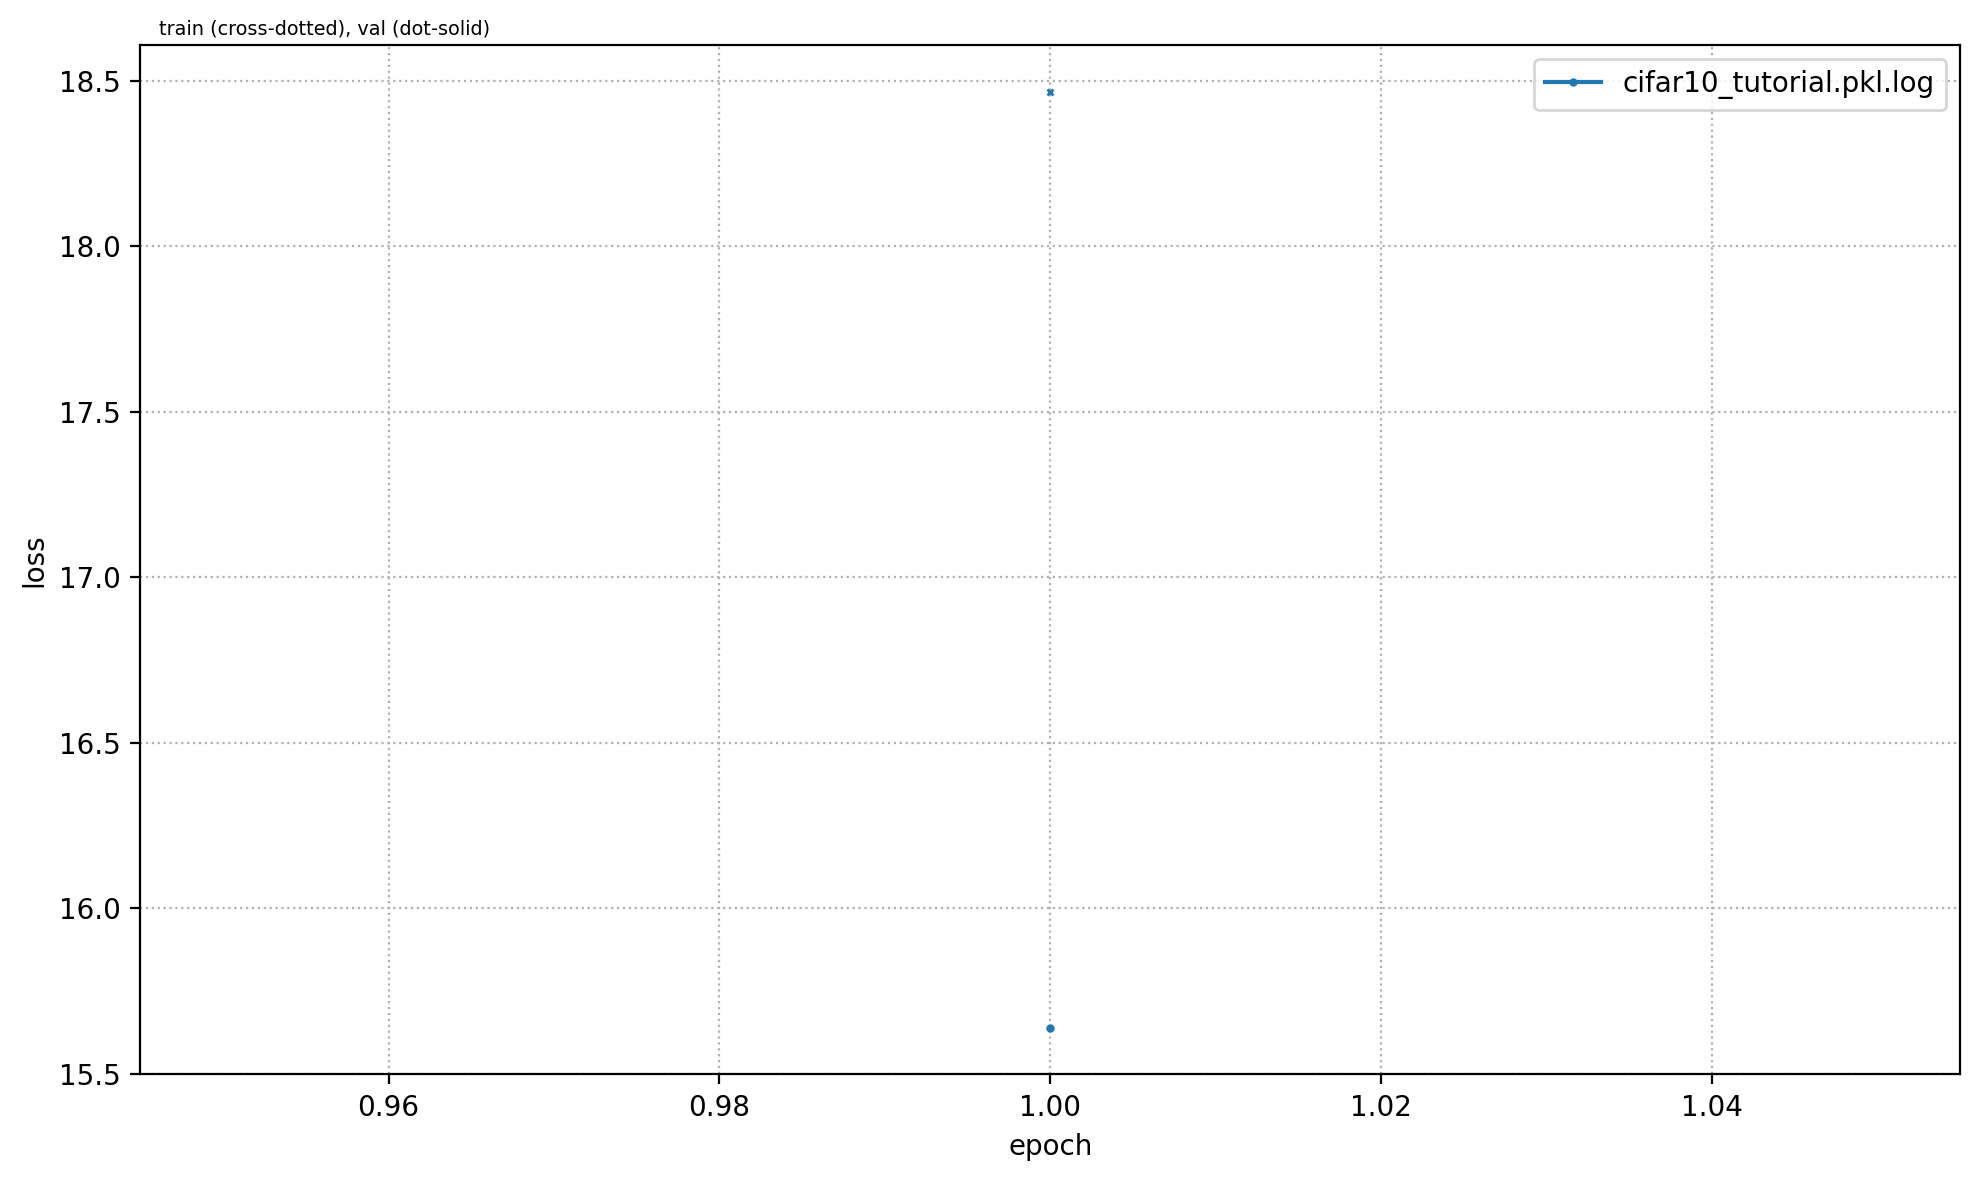 train (cross-dotted), val (dot-solid)
cifar10_tutorial.pkl.log
18.5
18.0
17.5
17.0
16.5
16.0
15.5
loss
0.96 0.98 1.00 1.02 1.04
epoch